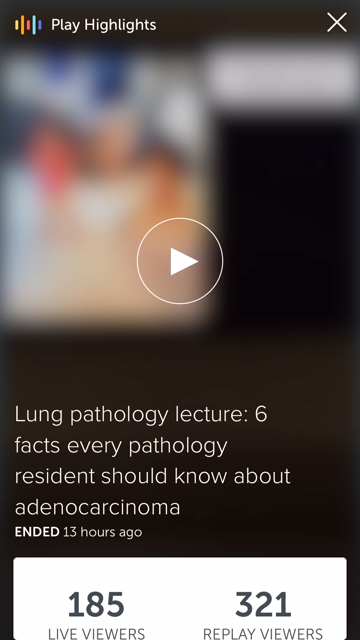 Play Highlights
Lung pathology lecture: 6
facts every pathology
resident should know about
adenocarcinoma
ENDED 13 hours ago
185
321
LIVE VIEWERS
REPLAY VIEWERS